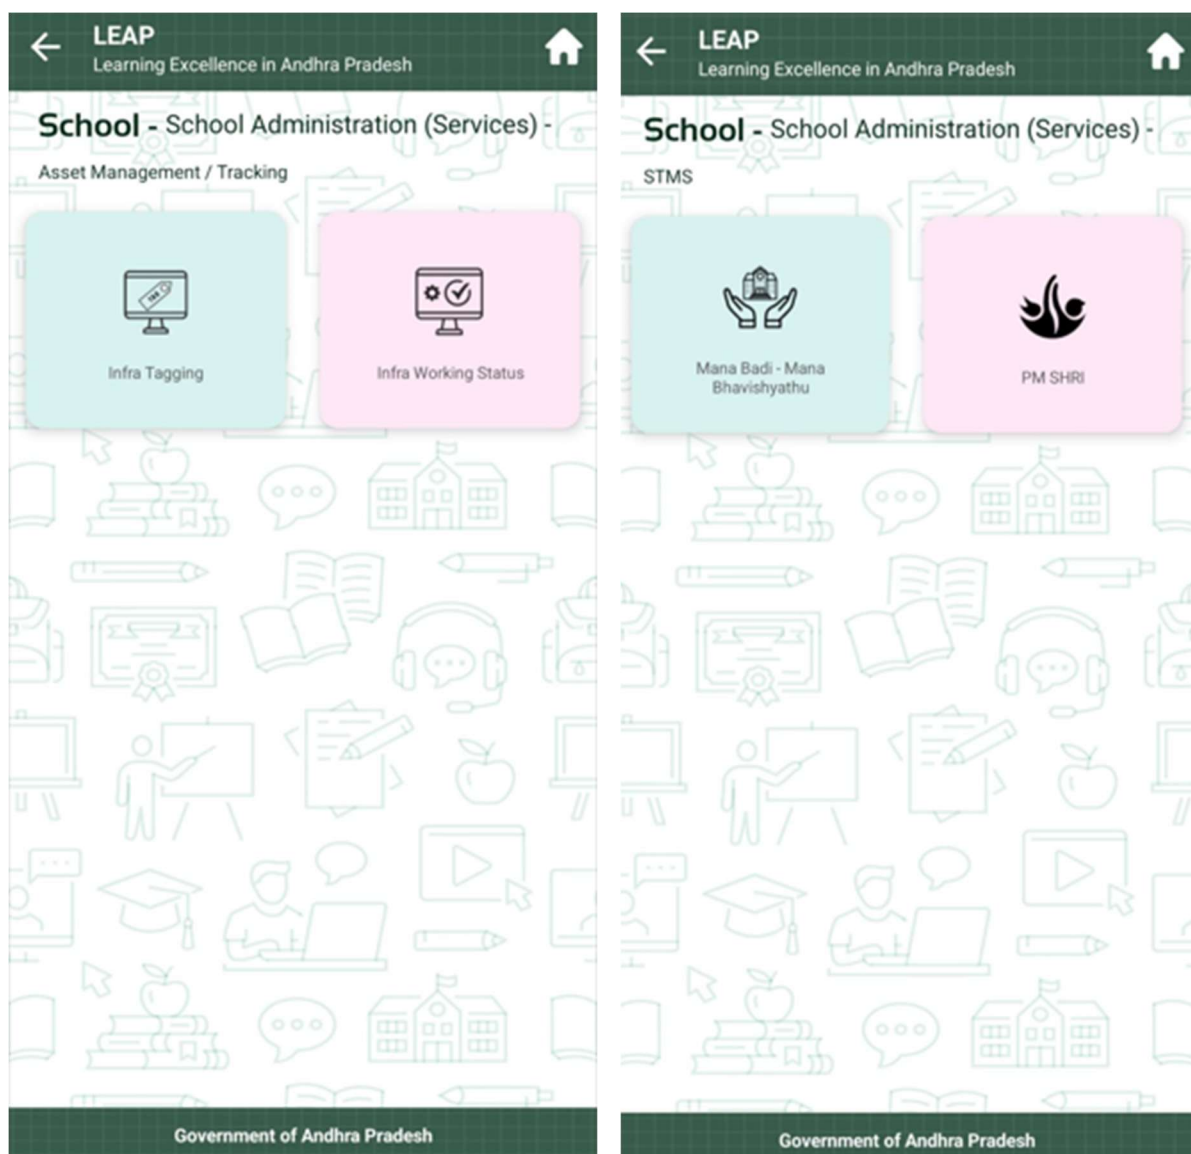 LEAP
Learning Excellence in Andhra Pradesh
School - School Administration (Services) -
Asset Management / Tracking
Infra Tagging
Infra Working Status
Government of Andhra Pradesh
LEAP
Learning Excellence in Andhra Pradesh
School - School Administration (Services) -
STMS
Mana Badi - Mana
Bhavishyathu
PM SHRI
Government of Andhra Pradesh